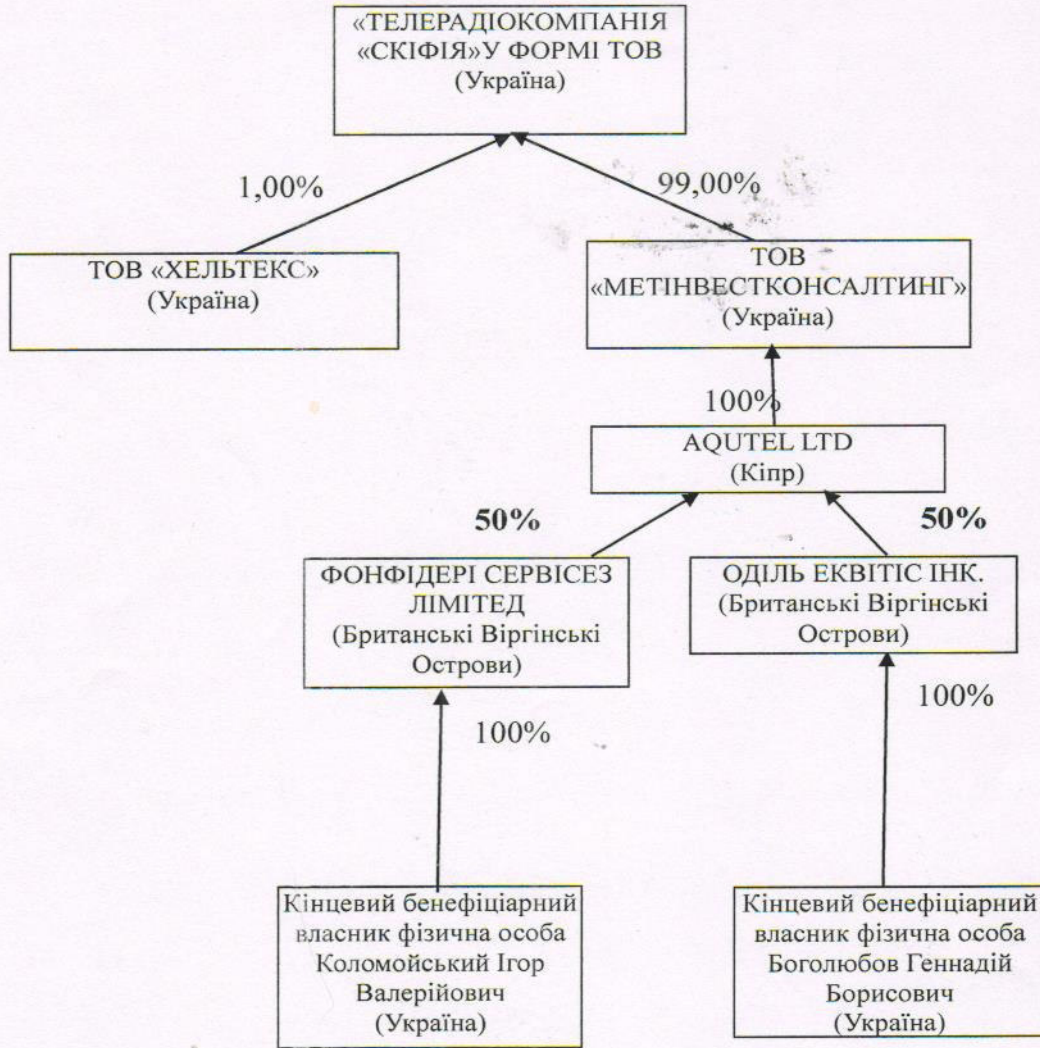 «ТЕЛЕРАДІОКОМПАНІЯ
«СКІФІЯ»У ФОРМІ ТОВ
(Україна)
1,00%
99,00%
ТОВ «ХЕЛЬТЕКС»
(Україна)
ТОВ
«МЕТІНВЕСТКОНСАЛТИНГ»
(Україна)
100%
AQUTEL LTD
(Кіпр)
50%
50%
ФОНФІДЕРІ СЕРВІСЕЗ
ЛІМІТЕД
(Британські Віргінські
Острови)
ОДІЛЬ ЕКВІТІС ІНК.
(Британські Віргінські
Острови)
100%
100%
Кінцевий бенефіціарний
власник фізична особа
Коломойський Ігор
Валерійович
(Україна)
Кінцевий бенефіціарний
власник фізична особа
Боголюбов Геннадій
Борисович
(Україна)